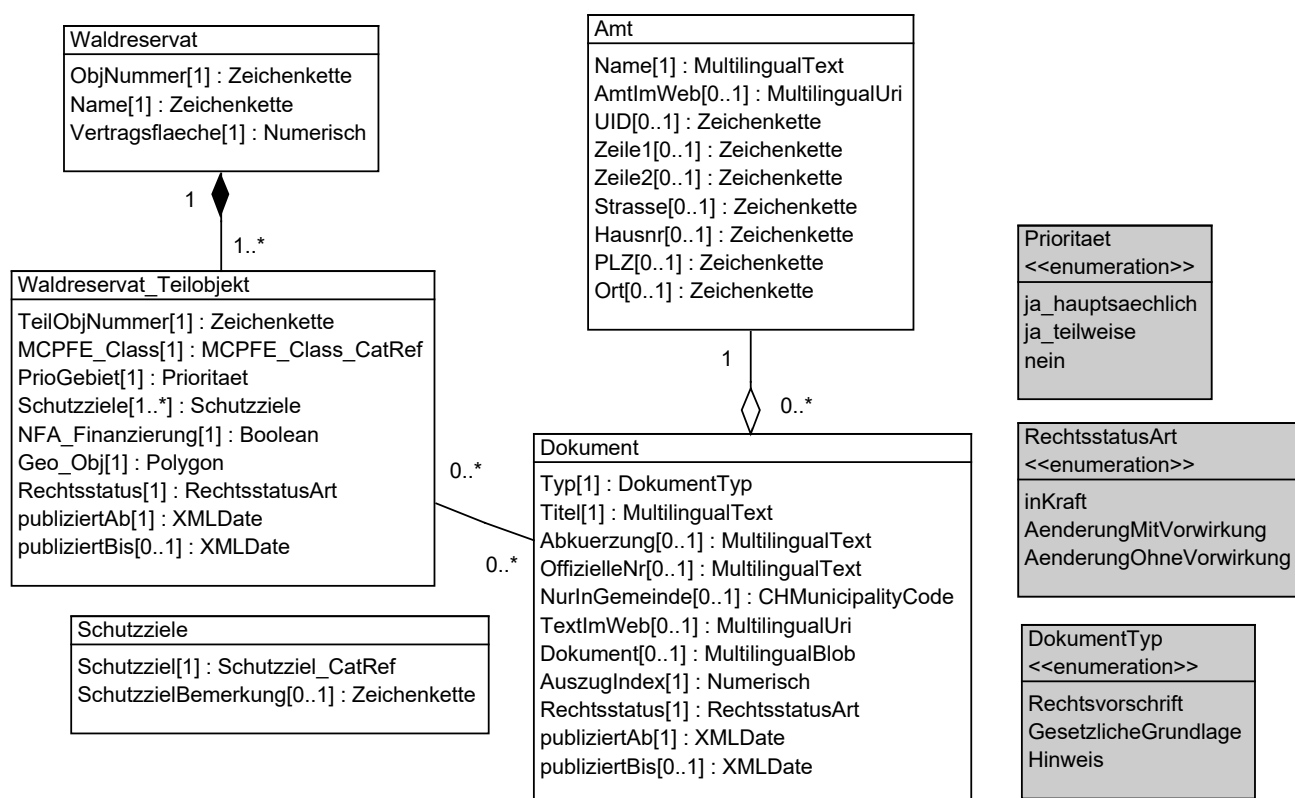 Waldreservat
ObjNummer[1] : Zeichenkette
Name[1] : Zeichenkette
Vertragsflaeche[1] : Numerisch
1
1..*
Waldreservat_Teilobjekt
TeilObjNummer[1] : Zeichenkette
MCPFE_Class[1] : MCPFE_Class_CatRef
PrioGebiet[1] : Prioritaet
Schutzziele[1..*] : Schutzziele
NFA_Finanzierung[1] : Boolean
Geo_Obj[1] : Polygon
Rechtsstatus[1] : RechtsstatusArt
publiziertAb[1] : XMLDate
publiziertBis[0..1] : XMLDate
0..*
0..*
Schutzziele
Schutzziel[1] : Schutzziel_CatRef
SchutzzielBemerkung[0..1] : Zeichenkette
Amt
Name[1] : MultilingualText
AmtImWeb[0..1] : MultilingualUri
UID[0..1] : Zeichenkette
Zeile1[0..1] : Zeichenkette
Zeile2[0..1] : Zeichenkette
Strasse[0..1] : Zeichenkette
Hausnr[0..1] : Zeichenkette
PLZ[0..1] : Zeichenkette
Ort[0..1] : Zeichenkette
1
0..*
Dokument
Typ[1] : DokumentTyp
Titel[1] : MultilingualText
Abkuerzung[0..1] : MultilingualText
OffizielleNr[0..1] : MultilingualText
NurInGemeinde[0..1] : CHMunicipalityCode
TextImWeb[0..1] : MultilingualUri
Dokument[0..1] : MultilingualBlob
AuszugIndex[1] : Numerisch
Rechtsstatus[1] : RechtsstatusArt
publiziertAb[1] : XMLDate
publiziertBis[0..1] : XMLDate
Prioritaet
<<enumeration>>
ja_hauptsaechlich
ja_teilweise
nein
RechtsstatusArt
<<enumeration>>
inKraft
AenderungMitVorwirkung
AenderungOhneVorwirkung
DokumentTyp
<<enumeration>>
Rechtsvorschrift
GesetzlicheGrundlage
Hinweis